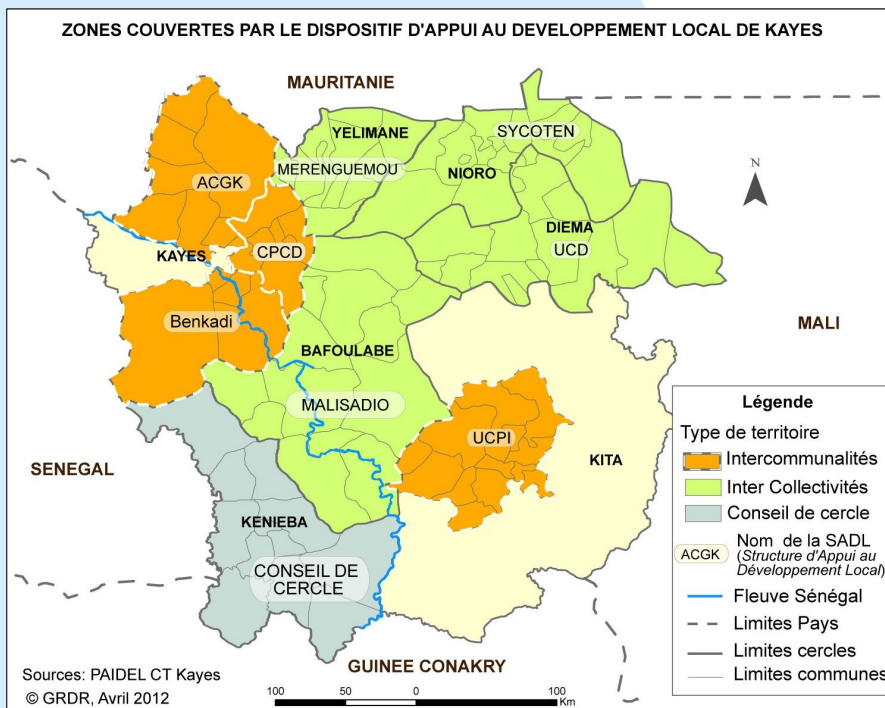 ZONES COUVERTES PAR LE DISPOSITIF D'APPUI AU DEVELOPPEMENT LOCAL DE KAYES
MAURITANIE
YELIMANE
SYCOTEN
MERENGUEMOU
NIORO
ACGK
N
DIEMA
UCD
CPCD
KAYES
Benkadi
MALI
BAFOULABE
MALISADIO
UCPI
KITA
SENEGAL
KENIEBA
CONSEIL DE
CERCLE
GUINEE CONAKRY
Légende
Type de territoire
Intercommunalités
Inter Collectivités
Conseil de cercle
ACGK
Nom de la SADL
(Structure d'Appui au
Développement Local)
Fleuve Sénégal
Limites Pays
Limites cercles
Limites communes
Sources: PAIDEL CT Kayes
© GRDR, Avril 2012
100 50 0 100
Km